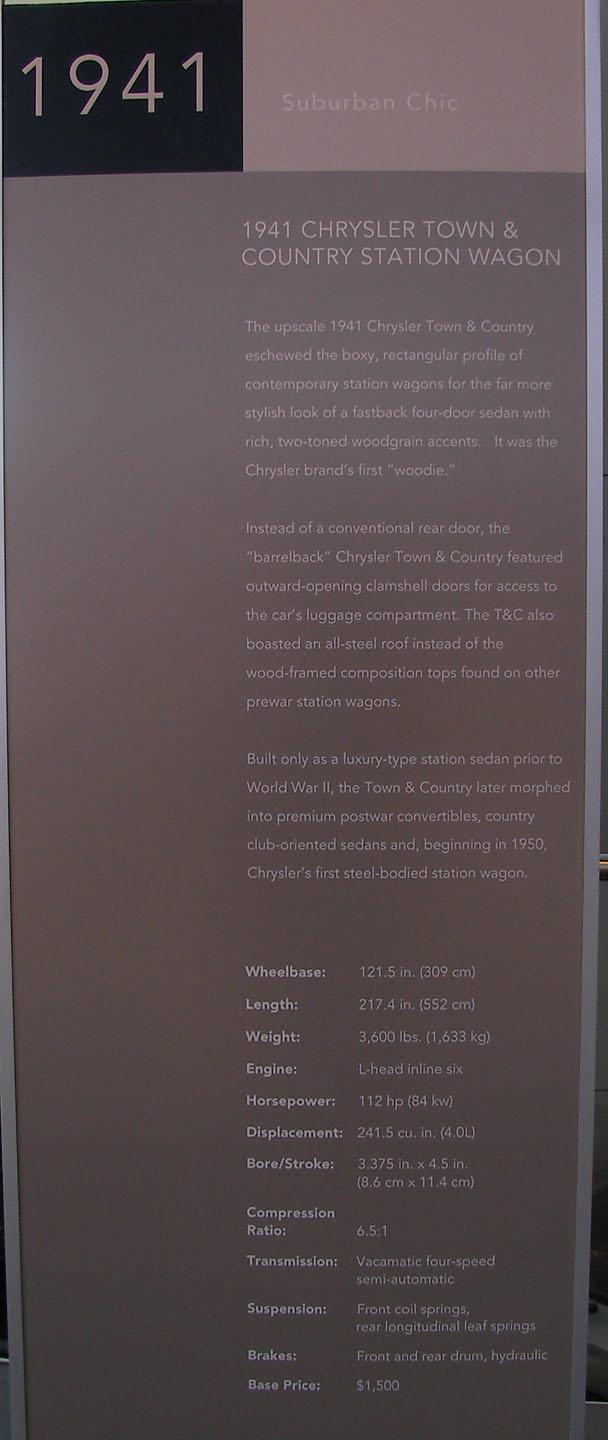 1941
Suburban Chic
1941 CHRYSLER TOWN &
COUNTRY STATION WAGON
The upscale 1941 Chrysler Town & Country
eschewed the boxy, rectangular profile of
contemporary station wagons for the far more
stylish look of a fastback four-door sedan with
rich, two-toned woodgrain accents. It was the
Chrysler brand's first "woodie."
Instead of a conventional rear door, the
"barrelback" Chrysler Town & Country featured
outward-opening clamshell doors for access to
the car's luggage compartment. The T&C also
boasted an all-steel roof instead of the
wood-framed composition tops found on other
prewar station wagons.
Built only as a luxury-type station sedan prior to
World War II, the Town & Country later morphed
into premium postwar convertibles, country
club-oriented sedans and, beginning in 1950,
Chrysler's first steel-bodied station wagon.
Wheelbase: 121.5 in. (309 cm)
Length: 217.4 in. (552 cm)
Weight: 3,600 lbs. (1,633 kg)
Engine: L-head inline six
Horsepower: 112 hp (84 kw)
Displacement: 241.5 cu. in. (4.0L)
Bore/Stroke: 3.375 in. x 4.5 in.
(8.6 cm x 11.4 cm)
Compression
Ratio: 6.5:1
Transmission: Vacamatic four-speed
semi-automatic
Suspension: Front coil springs,
rear longitudinal leaf springs
Brakes: Front and rear drum, hydraulic
Base Price: $1,500